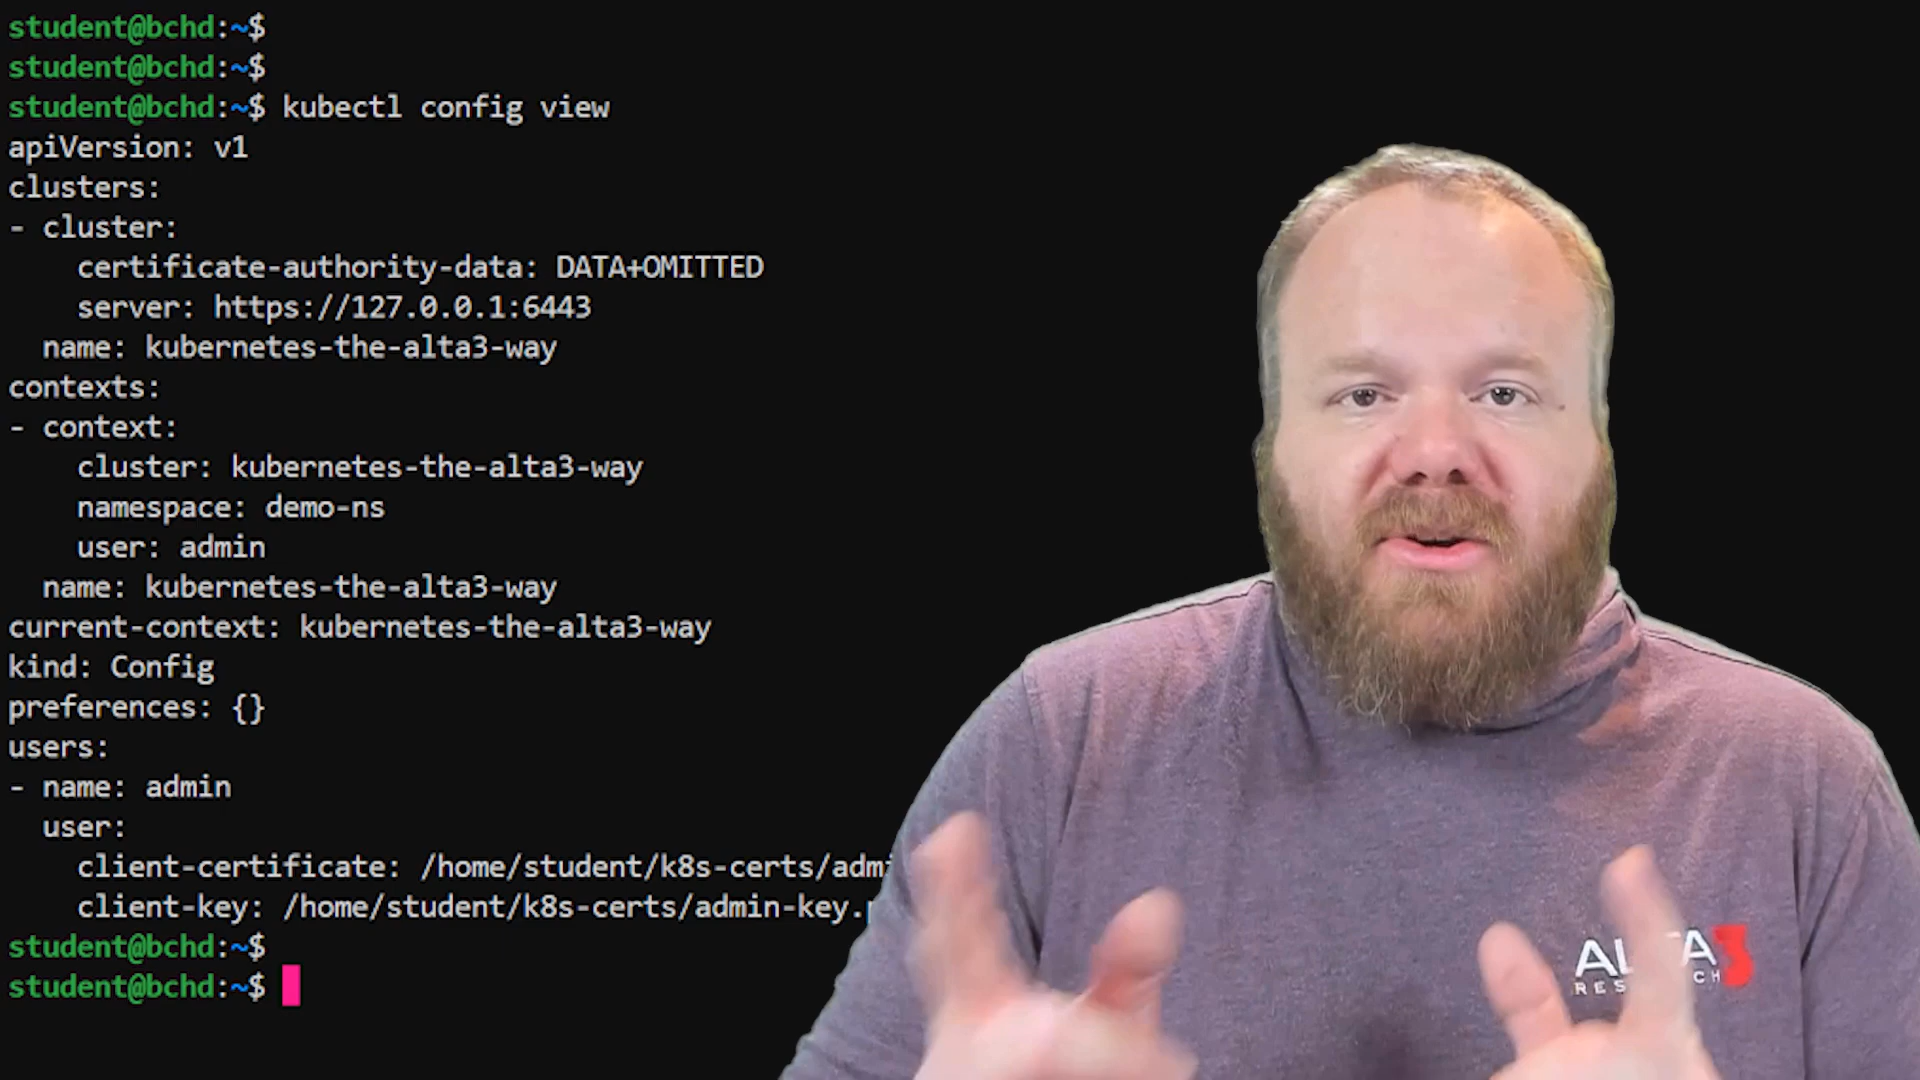 student@bchd:~$
student@bchd:~$
student@bchd:~$ kubectl config view
apiVersion: v1
clusters:
- cluster:
    certificate-authority-data: DATA+OMITTED
    server: https://127.0.0.1:6443
  name: kubernetes-the-alta3-way
contexts:
- context:
    cluster: kubernetes-the-alta3-way
    namespace: demo-ns
    user: admin
  name: kubernetes-the-alta3-way
current-context: kubernetes-the-alta3-way
kind: Config
preferences: {}
users:
- name: admin
  user:
    client-certificate: /home/student/k8s-certs/admi
    client-key: /home/student/k8s-certs/admin-key.
student@bchd:~$
student@bchd:~$